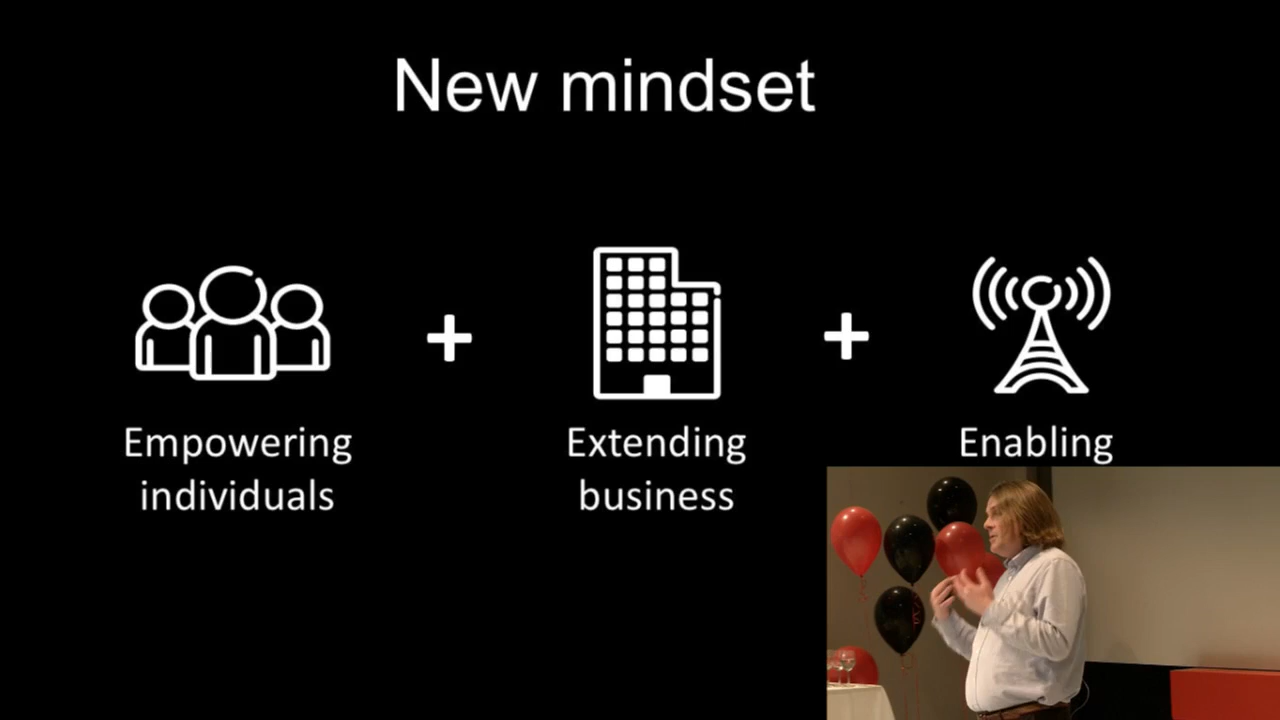 New mindset
+
+
Empowering
individuals
Extending
business
Enabling